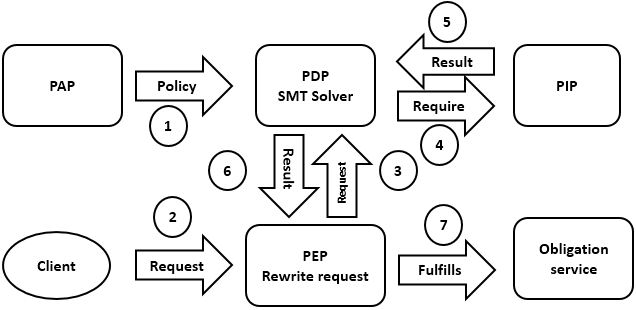 5
PAP
Policy
1
PDP
SMT Solver
Result
Require
4
PIP
6
Result
Request
3
2
7
Client
Request
PEP
Rewrite request
Fulfills
Obligation
service